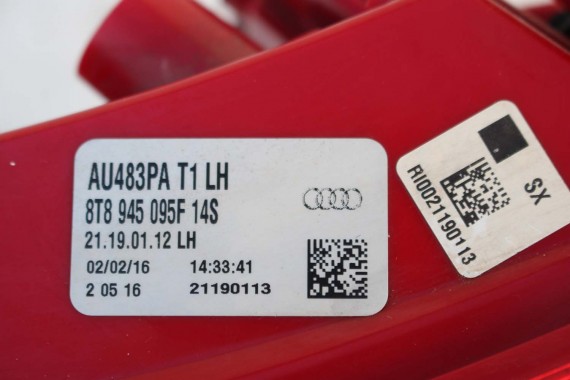 AU483PA T1 LH
8T8 945 095F 14S
21.19.01.12 LH
02/02/16 14:33:41
2 05 16 21190113
SX
RI0021190113